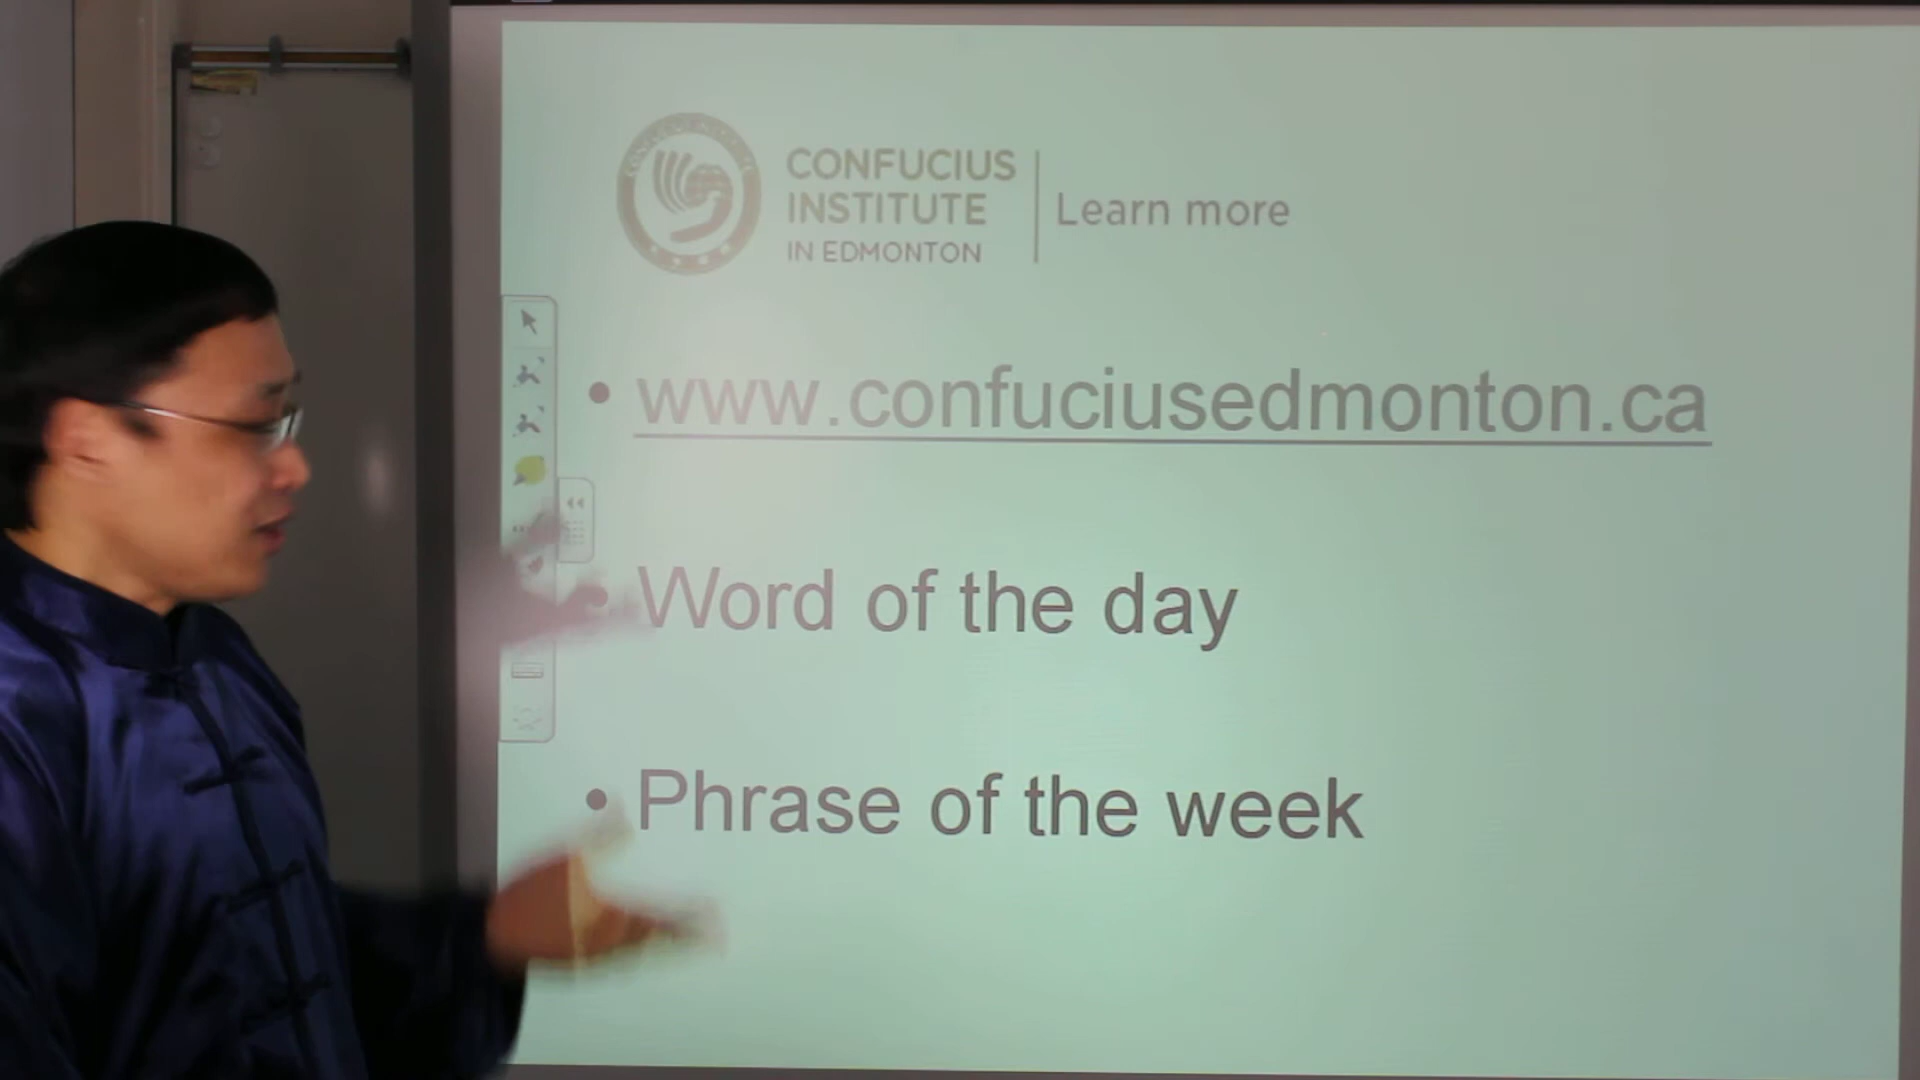 CONFUCIUS
INSTITUTE
IN EDMONTON
Learn more
• www.confuciusedmonton.ca
• Word of the day
• Phrase of the week